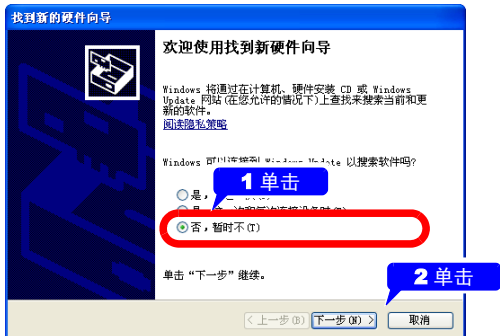 找到新的硬件向导
欢迎使用找到新硬件向导
Windows 将通过在计算机、硬件安装 CD 或 Windows
Update 网站(在您允许的情况下)上查找来搜索当前和更
新的软件。
阅读隐私策略
Windows 可以连接到 Windows Update 以搜索软件吗?
1 单击
是，
否，暂时不(T)
单击“下一步”继续。
2 单击
< 上一步(B)
下一步(N) >
取消